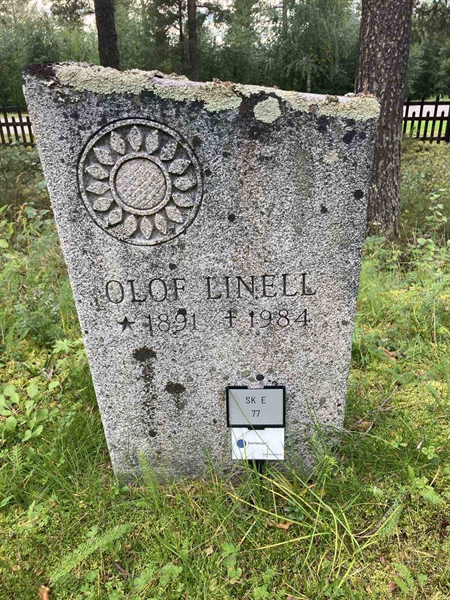 OLOF LINELL
★ 1891 † 1984
SK E
77